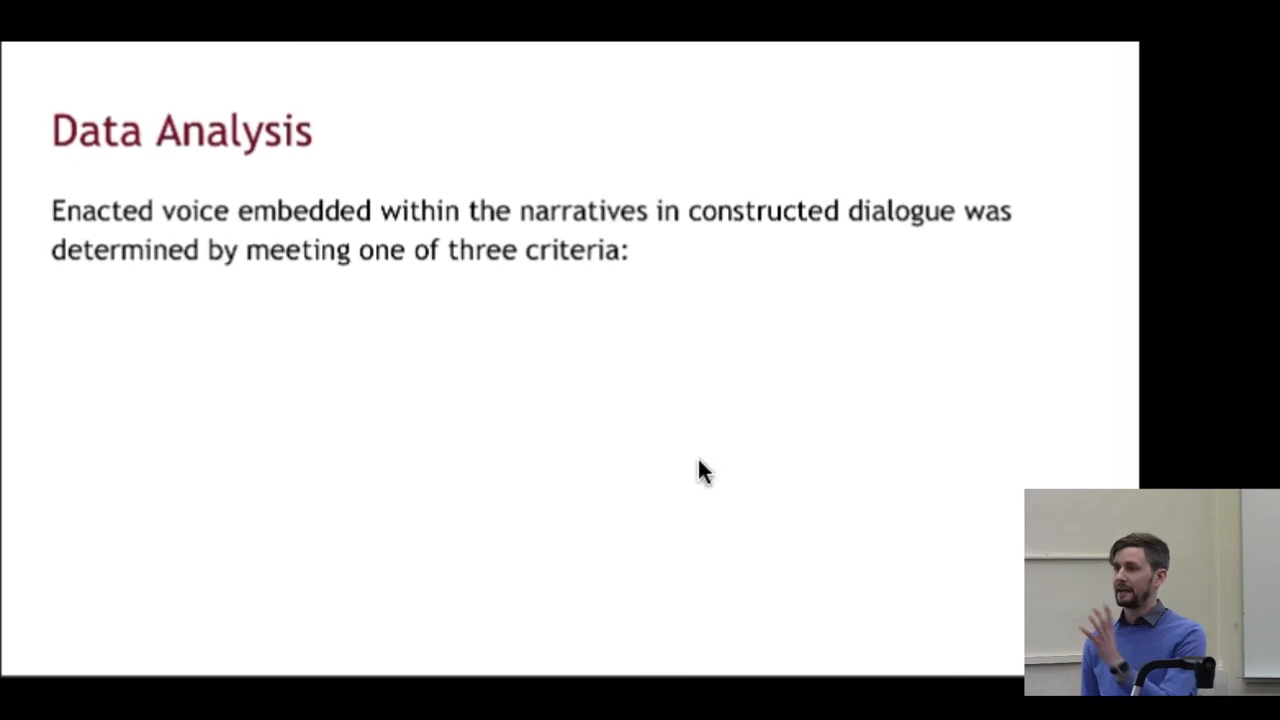 Data Analysis
Enacted voice embedded within the narratives in constructed dialogue was
determined by meeting one of three criteria: